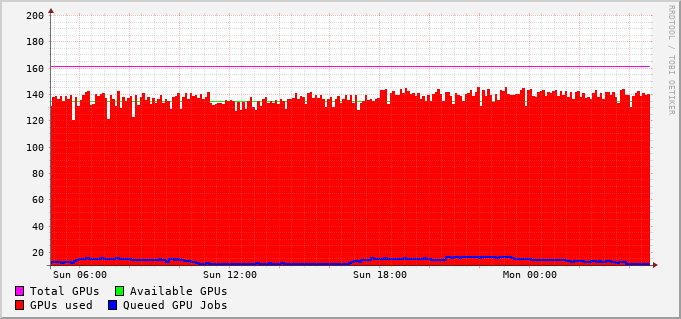 200
180
160
140
120
100
80
60
40
20
Sun 06:00 Sun 12:00 Sun 18:00 Mon 00:00
Total GPUs Available GPUs
GPUs used Queued GPU Jobs
RRDTOOL / TOBI OETIKER